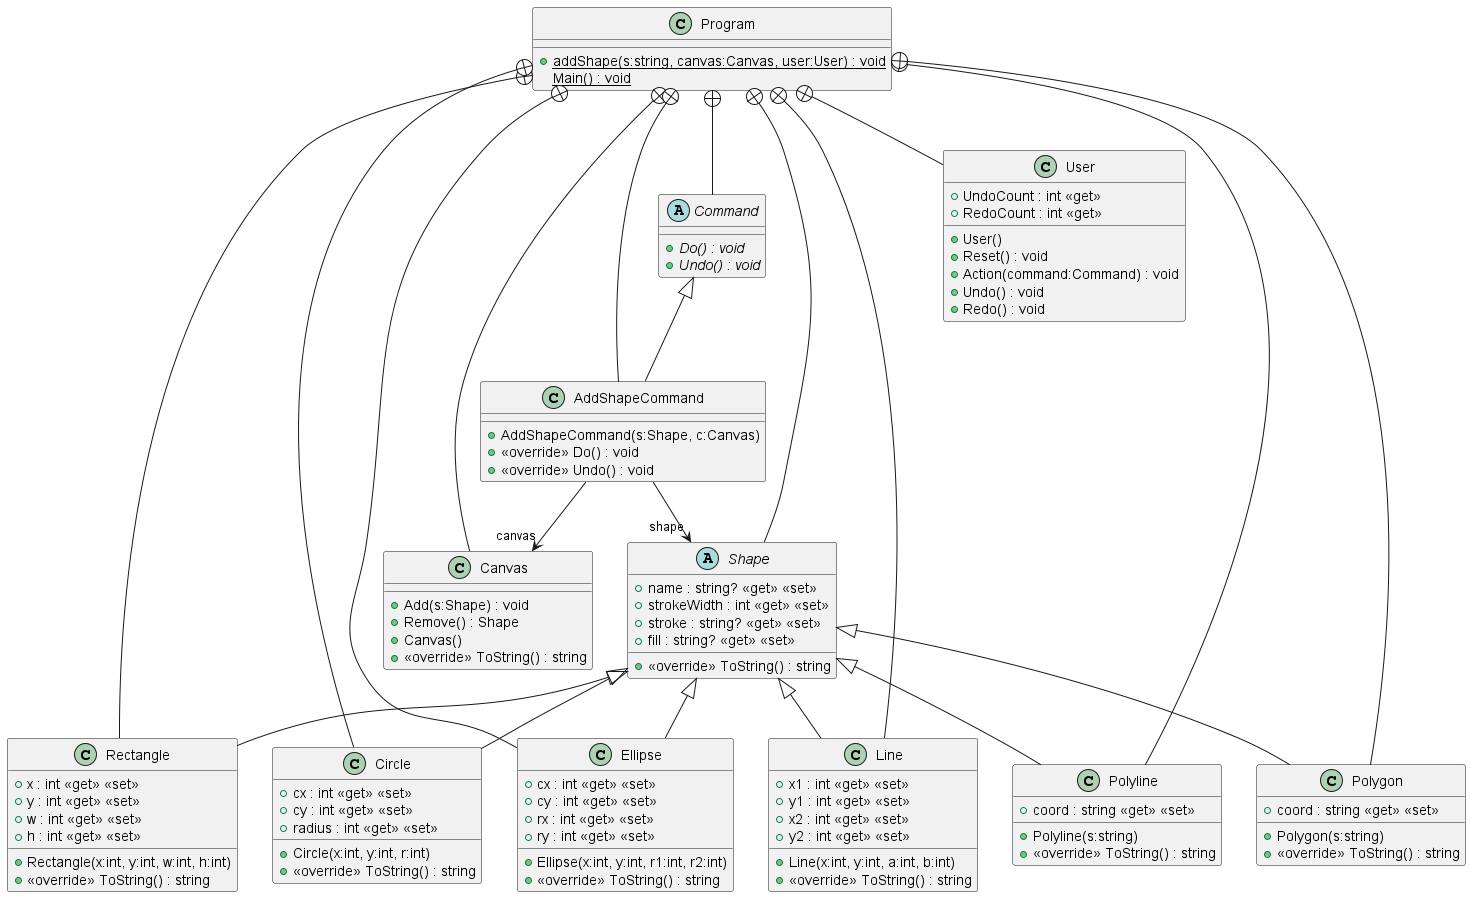 C Program
addShape(s:string, canvas:Canvas, user:User) : void
Main() : void
C User
UndoCount : int «get»
RedoCount : int «get»
User()
Reset() : void
Action(command:Command) : void
Undo() : void
Redo() : void
A Command
Do() : void
Undo() : void
C AddShapeCommand
AddShapeCommand(s:Shape, c:Canvas)
«override» Do() : void
«override» Undo() : void
canvas
shape
C Canvas
Add(s:Shape) : void
Remove() : Shape
Canvas()
«override» ToString() : string
A Shape
name : string? «get» «set»
strokeWidth : int «get» «set»
stroke : string? «get» «set»
fill : string? «get» «set»
«override» ToString() : string
C Rectangle
x : int «get» «set»
y : int «get» «set»
w : int «get» «set»
h : int «get» «set»
Rectangle(x:int, y:int, w:int, h:int)
«override» ToString() : string
C Circle
cx : int «get» «set»
cy : int «get» «set»
radius : int «get» «set»
Circle(x:int, y:int, r:int)
«override» ToString() : string
C Ellipse
cx : int «get» «set»
cy : int «get» «set»
rx : int «get» «set»
ry : int «get» «set»
Ellipse(x:int, y:int, r1:int, r2:int)
«override» ToString() : string
C Line
x1 : int «get» «set»
y1 : int «get» «set»
x2 : int «get» «set»
y2 : int «get» «set»
Line(x:int, y:int, a:int, b:int)
«override» ToString() : string
C Polyline
coord : string «get» «set»
Polyline(s:string)
«override» ToString() : string
C Polygon
coord : string «get» «set»
Polygon(s:string)
«override» ToString() : string